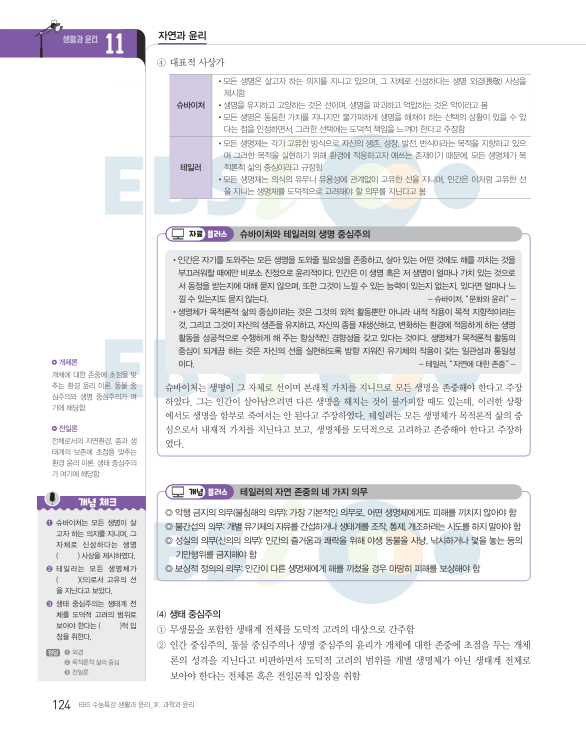 생활과 윤리 11
자연과 윤리
④ 대표적 사상가
슈바이처
• 모든 생명은 살고자 하는 의지를 지니고 있으며, 그 자체로 신성하다는 생명 외경(畏敬) 사상을
제시함
• 생명을 유지하고 고양하는 것은 선이며, 생명을 파괴하고 억압하는 것은 악이라고 봄
• 모든 생명은 동등한 가치를 지니지만 불가피하게 생명을 해쳐야 하는 선택의 상황이 있을 수 있
다는 점을 인정하면서, 그러한 선택에는 도덕적 책임을 느껴야 한다고 주장함
테일러
• 모든 생명체는 각기 고유한 방식으로 자신의 생존, 성장, 발전, 번식이라는 목적을 지향하고 있으
며 그러한 목적을 실현하기 위해 환경에 적응하고자 애쓰는 존재이기 때문에, 모든 생명체가 목
적론적 삶의 중심이라고 규정함
• 모든 생명체는 의식의 유무나 유용성에 관계없이 고유한 선을 지니며, 인간은 이처럼 고유한 선
을 지니는 생명체를 도덕적으로 고려해야 할 의무를 지닌다고 봄
자료 플러스 슈바이처와 테일러의 생명 중심주의
• 인간은 자기를 도와주는 모든 생명을 도와줄 필요성을 존중하고, 살아 있는 어떤 것에도 해를 끼치는 것을
부끄러워할 때에만 비로소 진정으로 윤리적이다. 인간은 이 생명 혹은 저 생명이 얼마나 가치 있는 것으로
서 동정을 받는지에 대해 묻지 않으며, 또한 그것이 느낄 수 있는 능력이 있는지 없는지, 있다면 얼마나 느
낄 수 있는지도 묻지 않는다. – 슈바이처, “문화와 윤리” –
• 생명체가 목적론적 삶의 중심이라는 것은 그것의 외적 활동뿐만 아니라 내적 작용이 목적 지향적이라는
것, 그리고 그것이 자신의 생존을 유지하고, 자신의 종을 재생산하고, 변화하는 환경에 적응하게 하는 생명
활동을 성공적으로 수행하게 해 주는 항상적인 경향성을 갖고 있다는 것이다. 생명체가 목적론적 활동의
중심이 되게끔 하는 것은 자신의 선을 실현하도록 방향 지워진 유기체의 작용이 갖는 일관성과 통일성
이다. – 테일러, “자연에 대한 존중” –
슈바이처는 생명이 그 자체로 선이며 본래적 가치를 지니므로 모든 생명을 존중해야 한다고 주장
하였다. 그는 인간이 살아남으려면 다른 생명을 해치는 것이 불가피할 때도 있는데, 이러한 상황
에서도 생명을 함부로 죽여서는 안 된다고 주장하였다. 테일러는 모든 생명체가 목적론적 삶의 중
심으로서 내재적 가치를 지닌다고 보고, 생명체를 도덕적으로 고려하고 존중해야 한다고 주장하
였다.
개체론
개체에 대한 존중에 초점을 맞
추는 환경 윤리 이론. 동물 중
심주의와 생명 중심주의가 여
기에 해당함
전일론
전체로서의 자연환경, 종과 생
태계의 보존에 초점을 맞추는
환경 윤리 이론. 생태 중심주의
가 여기에 해당함
개념 체크
❶ 슈바이처는 모든 생명이 살
고자 하는 의지를 지니며, 그
자체로 신성하다는 생명
( ) 사상을 제시하였다.
❷ 테일러는 모든 생명체가
( )(으)로서 고유의 선
을 지닌다고 보았다.
❸ 생태 중심주의는 생태계 전
체를 도덕적 고려의 범위로
보아야 한다는 ( )적 입
장을 취한다.
정답 ❶ 외경
❷ 목적론적 삶의 중심
❸ 전일론
개념 플러스 테일러의 자연 존중의 네 가지 의무
◎ 악행 금지의 의무(불침해의 의무): 가장 기본적인 의무로, 어떤 생명체에게도 피해를 끼치지 않아야 함
◎ 불간섭의 의무: 개별 유기체의 자유를 간섭하거나 생태계를 조작, 통제, 개조하려는 시도를 하지 말아야 함
◎ 성실의 의무(신의의 의무): 인간의 즐거움과 쾌락을 위해 야생 동물을 사냥, 낚시하거나 덫을 놓는 등의
기만행위를 금지해야 함
◎ 보상적 정의의 의무: 인간이 다른 생명체에게 해를 끼쳤을 경우 마땅히 피해를 보상해야 함
(4) 생태 중심주의
① 무생물을 포함한 생태계 전체를 도덕적 고려의 대상으로 간주함
② 인간 중심주의, 동물 중심주의나 생명 중심주의 윤리가 개체에 대한 존중에 초점을 두는 개체
론의 성격을 지닌다고 비판하면서 도덕적 고려의 범위를 개별 생명체가 아닌 생태계 전체로
보아야 한다는 전체론 혹은 전일론적 입장을 취함
124 EBS 수능특강 생활과 윤리_Ⅲ. 과학과 윤리